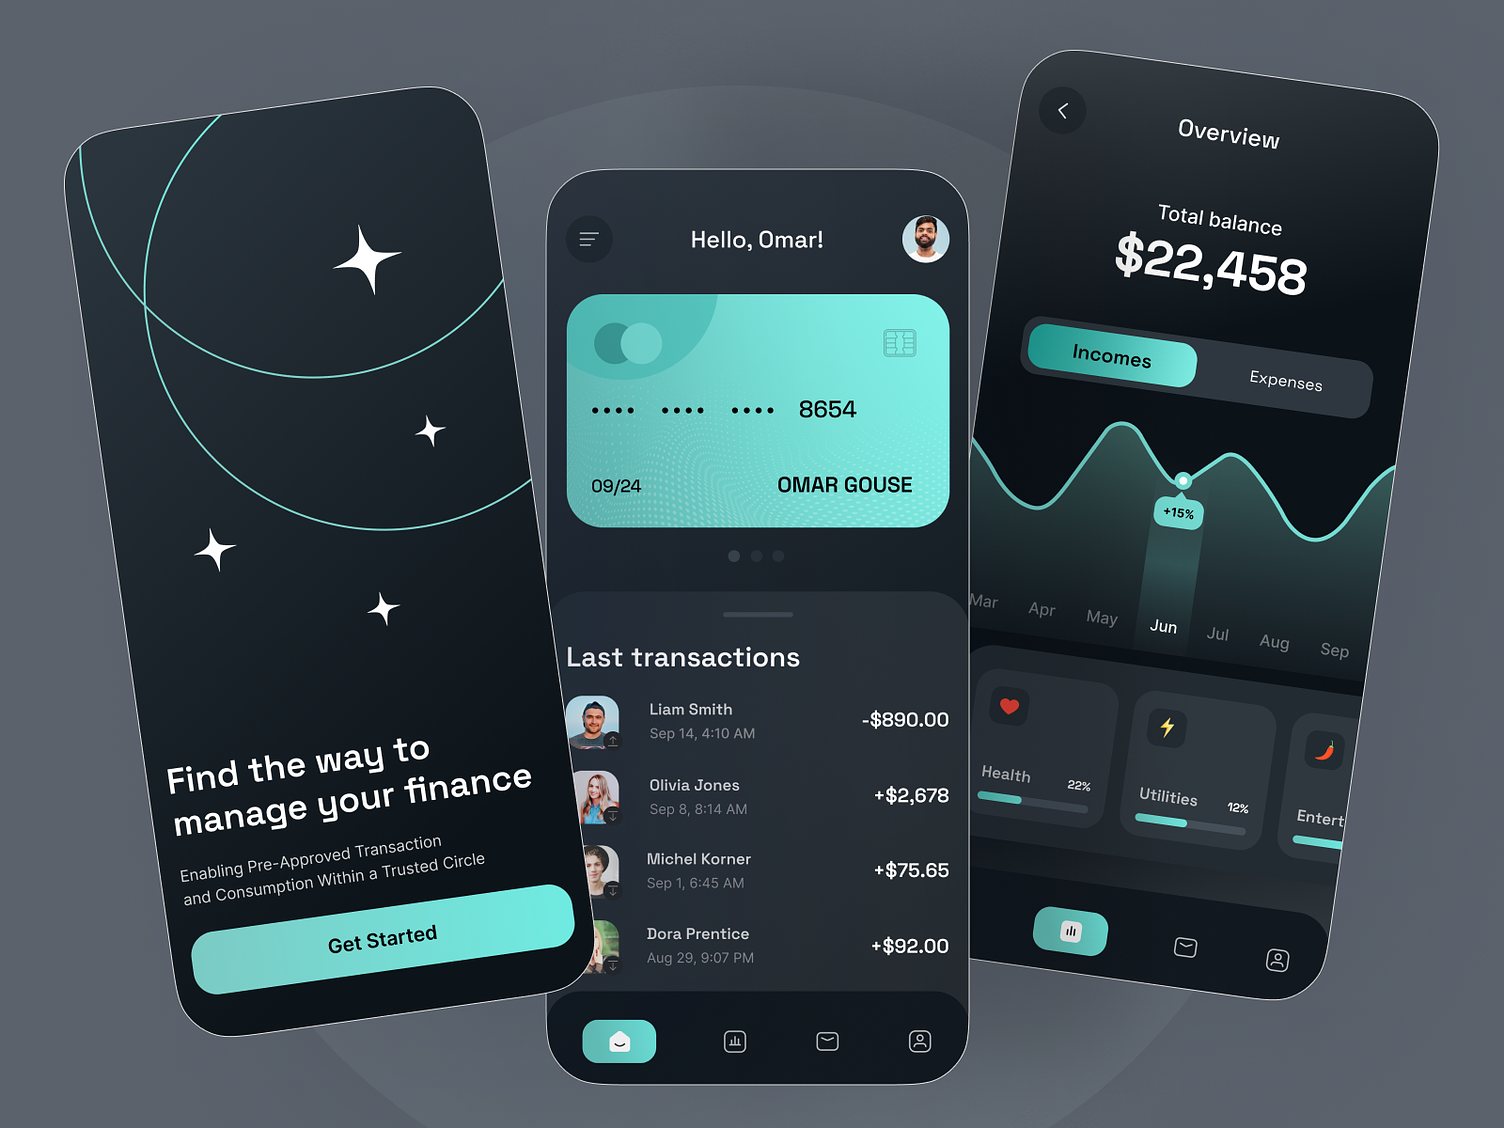 Find the way to
manage your finance
Enabling Pre-Approved Transaction
and Consumption Within a Trusted Circle
Get Started
Hello, Omar!
•••• •••• •••• 8654
09/24 OMAR GOUSE
Last transactions
Liam Smith
Sep 14, 4:10 AM
-$890.00
Olivia Jones
Sep 8, 8:14 AM
+$2,678
Michel Korner
Sep 1, 6:45 AM
+$75.65
Dora Prentice
Aug 29, 9:07 PM
+$92.00
Overview
Total balance
$22,458
Incomes Expenses
+15%
Mar Apr May Jun Jul Aug Sep
Health 22%
Utilities 12%
Entert